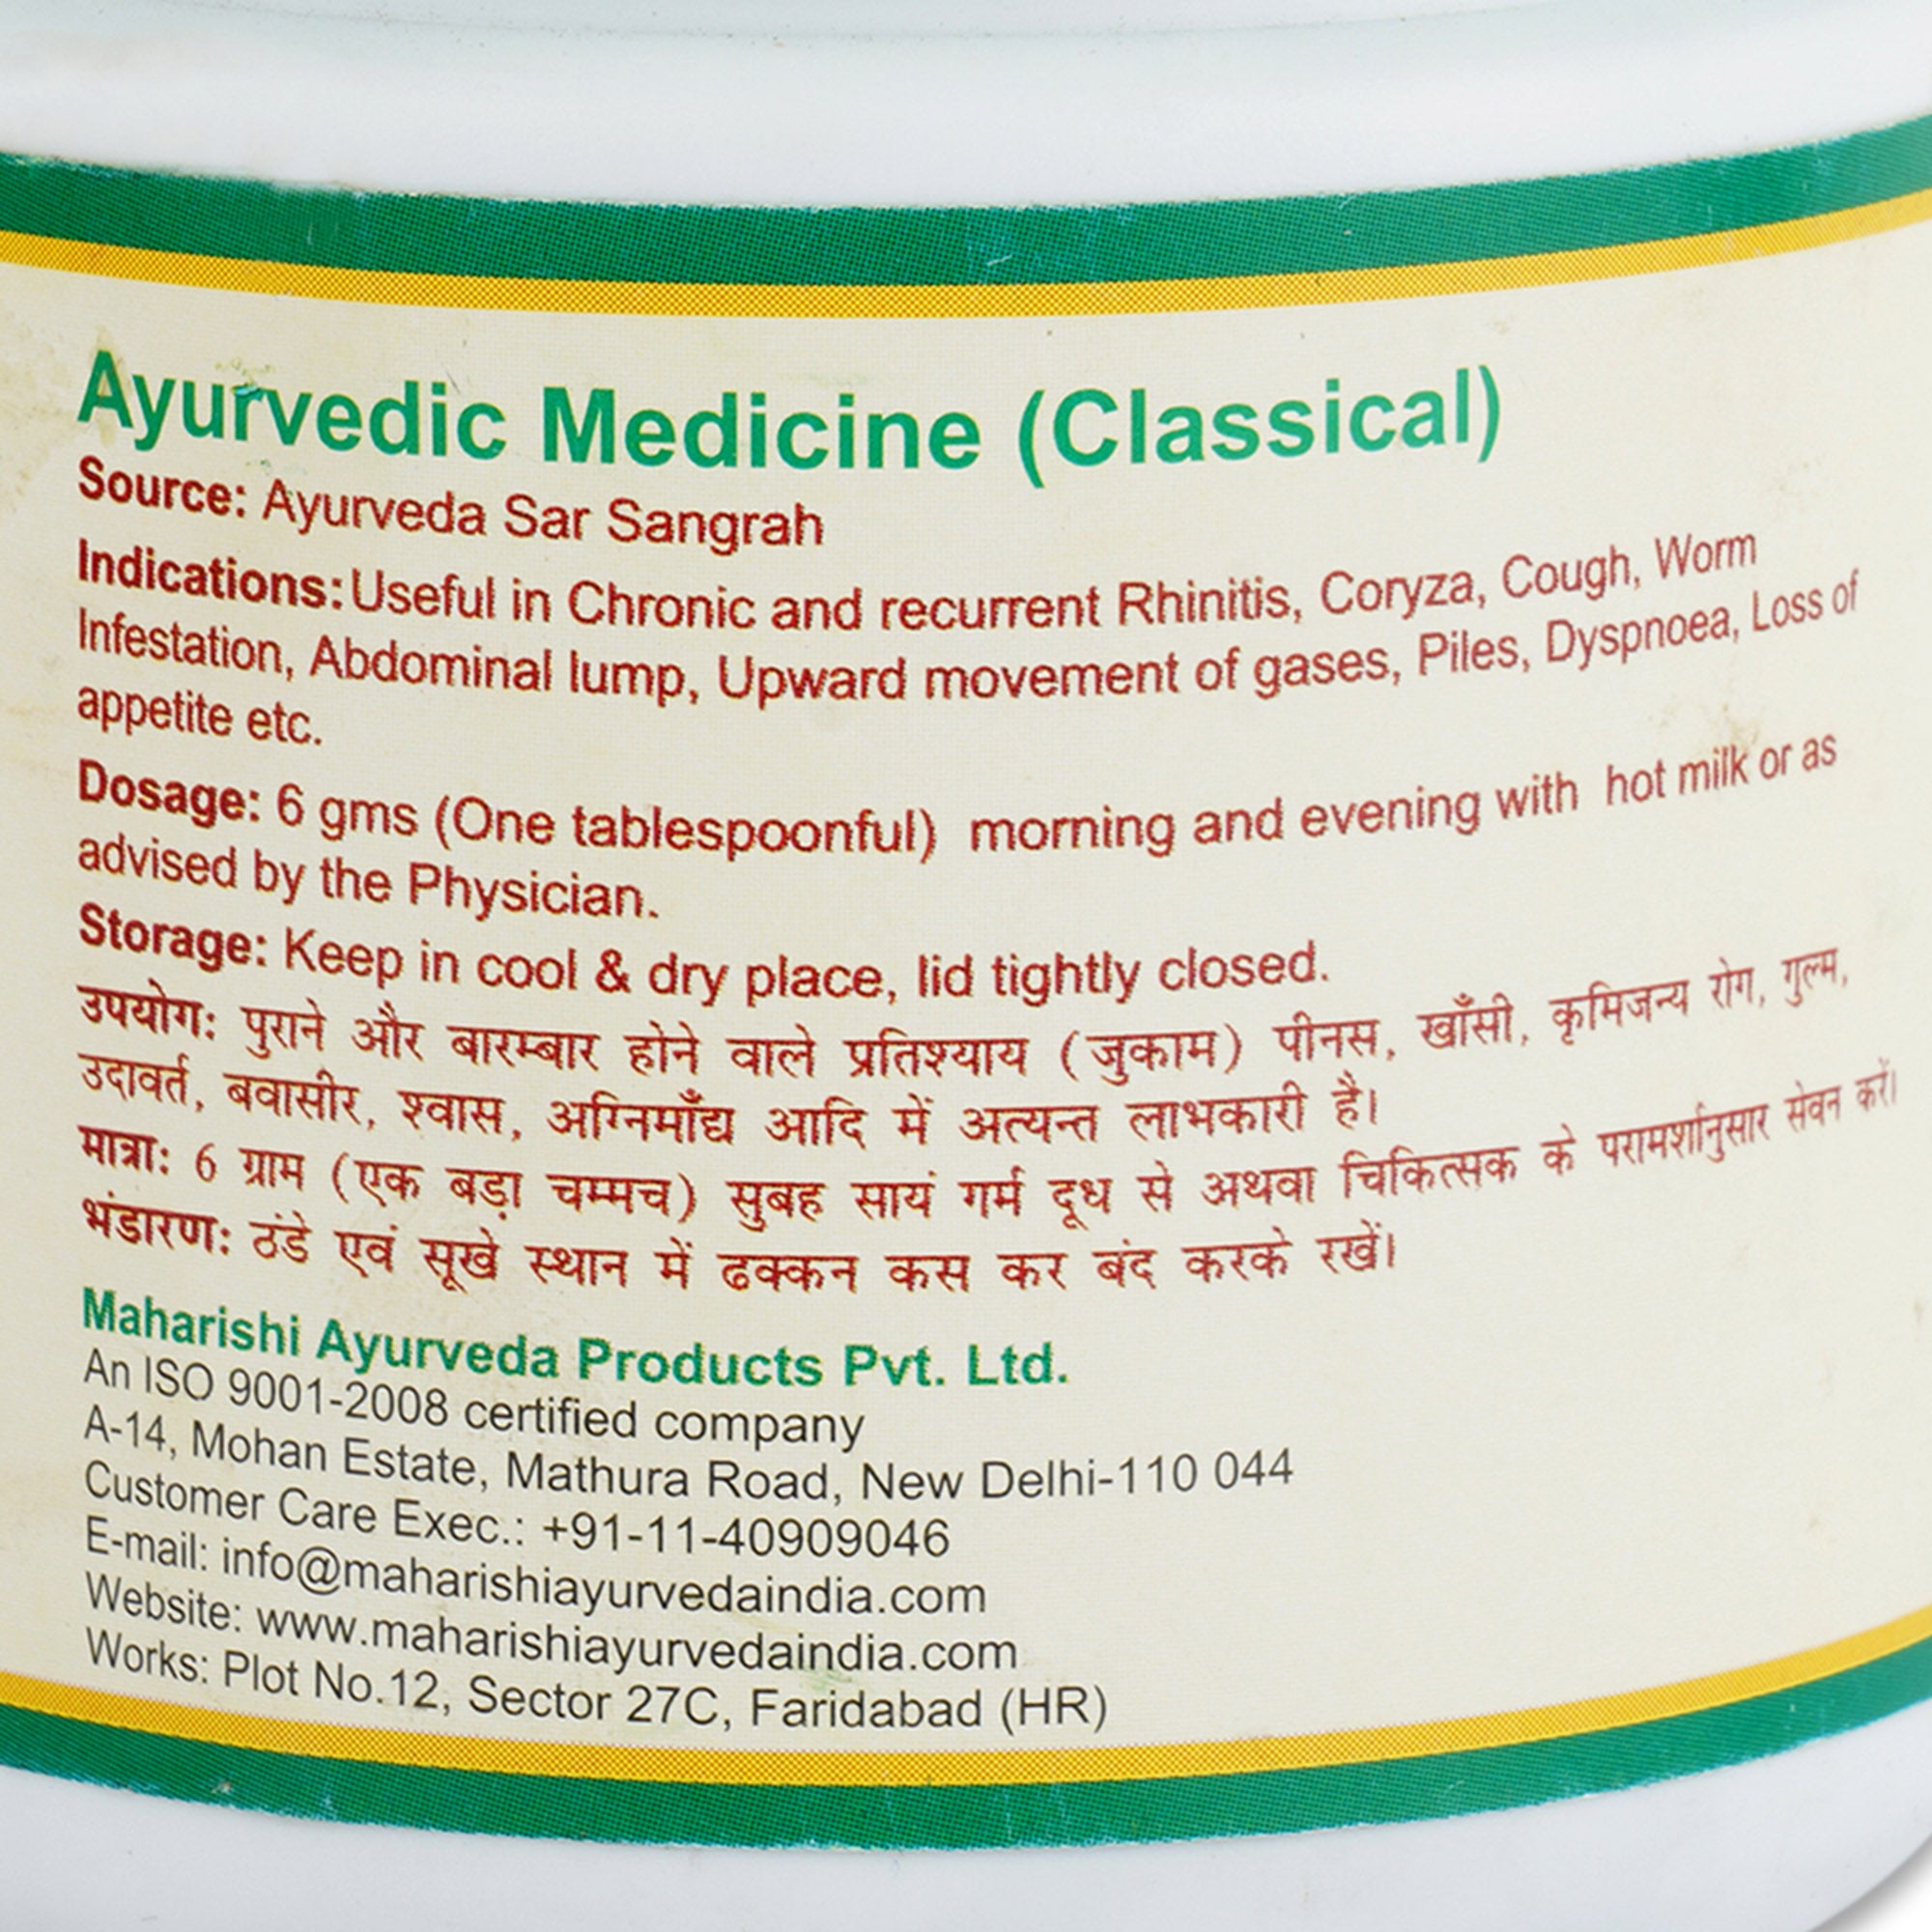 Ayurvedic Medicine (Classical)
Source: Ayurveda Sar Sangrah
Indications: Useful in Chronic and recurrent Rhinitis, Coryza, Cough, Worm
Infestation, Abdominal lump, Upward movement of gases, Piles, Dyspnoea, Loss of
appetite etc.
Dosage: 6 gms (One tablespoonful) morning and evening with hot milk or as
advised by the Physician.
Storage: Keep in cool & dry place, lid tightly closed.
उपयोग: पुराने और बारम्बार होने वाले प्रतिश्याय (जुकाम) पीनस, खाँसी, कृमिजन्य रोग, गुल्म,
उदावर्त, बवासीर, श्वास, अग्निमाँद्य आदि में अत्यन्त लाभकारी है।
मात्रा: 6 ग्राम (एक बड़ा चम्मच) सुबह सायं गर्म दूध से अथवा चिकित्सक के परामर्शानुसार सेवन करें।
भंडारण: ठंडे एवं सूखे स्थान में ढक्कन कस कर बंद करके रखें।
Maharishi Ayurveda Products Pvt. Ltd.
An ISO 9001-2008 certified company
A-14, Mohan Estate, Mathura Road, New Delhi-110 044
Customer Care Exec.: +91-11-40909046
E-mail: info@maharishiayurvedaindia.com
Website: www.maharishiayurvedaindia.com
Works: Plot No.12, Sector 27C, Faridabad (HR)